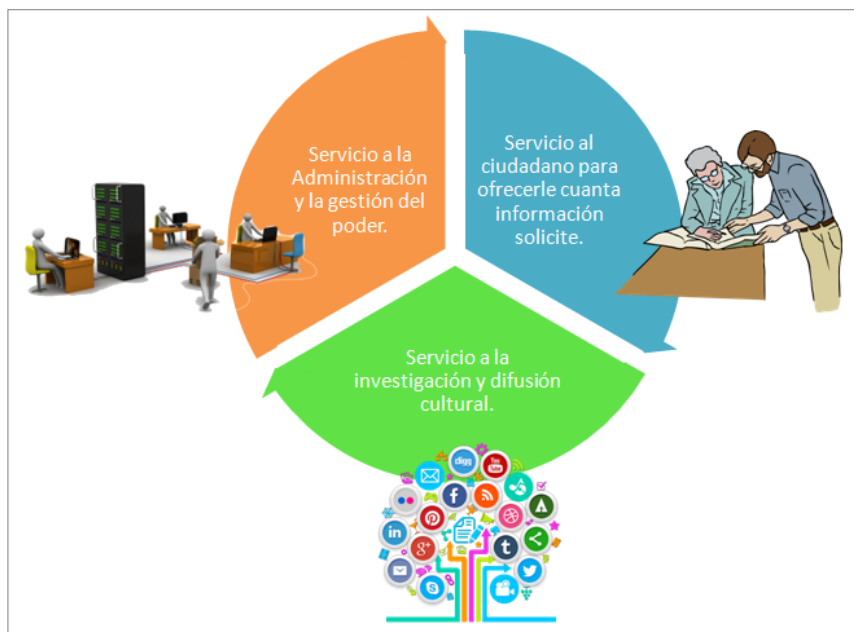 Servicio a la
Administración
y la gestión del
poder.
Servicio al
ciudadano para
ofrecerle cuanta
información
solicite.
Servicio a la
investigación y difusión
cultural.
digg
You
Tube
f
in
g+
t
S